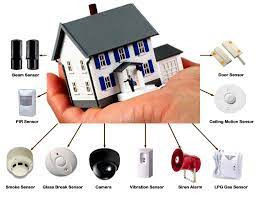 Beam Sensor
Door Sensor
PIR Sensor
Ceiling Motion Sensor
Smoke Sensor
Glass Break Sensor
Camera
Vibration Sensor
Siren Alarm
LPG Gas Sensor